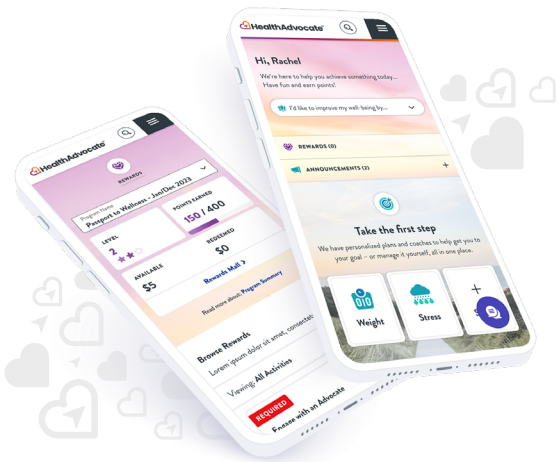 HealthAdvocate
Hi, Rachel
We're here to help you achieve something today...
Have fun and earn points!
I'd like to improve my well-being by...
REWARDS (0)
ANNOUNCEMENTS (2)
+
Take the first step
We have personalized plans and coaches to help get you to
your goal – or manage it yourself, all in one place.
Weight
Stress
+
HealthAdvocate
REWARDS
Program Name
Passport to Wellness - Jan/Dec 2023
LEVEL
2
POINTS EARNED
150 / 400
AVAILABLE
$5
REDEEMED
$0
Rewards Mall >
Read more about: Program Summary
Browse Rewards
Lorem ipsum dolor sit amet, consectet
Viewing: All Activities
REQUIRED
Engage with an Advocate